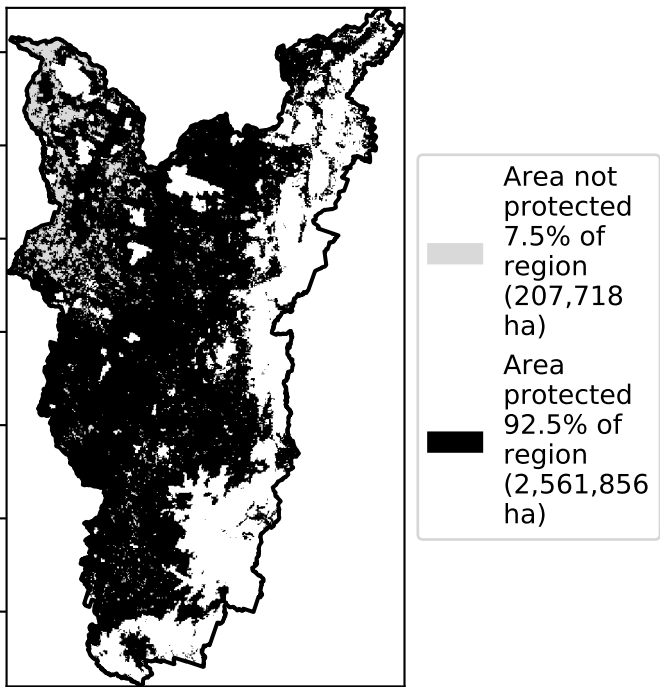 Area not
protected
7.5% of
region
(207,718
ha)
Area
protected
92.5% of
region
(2,561,856
ha)